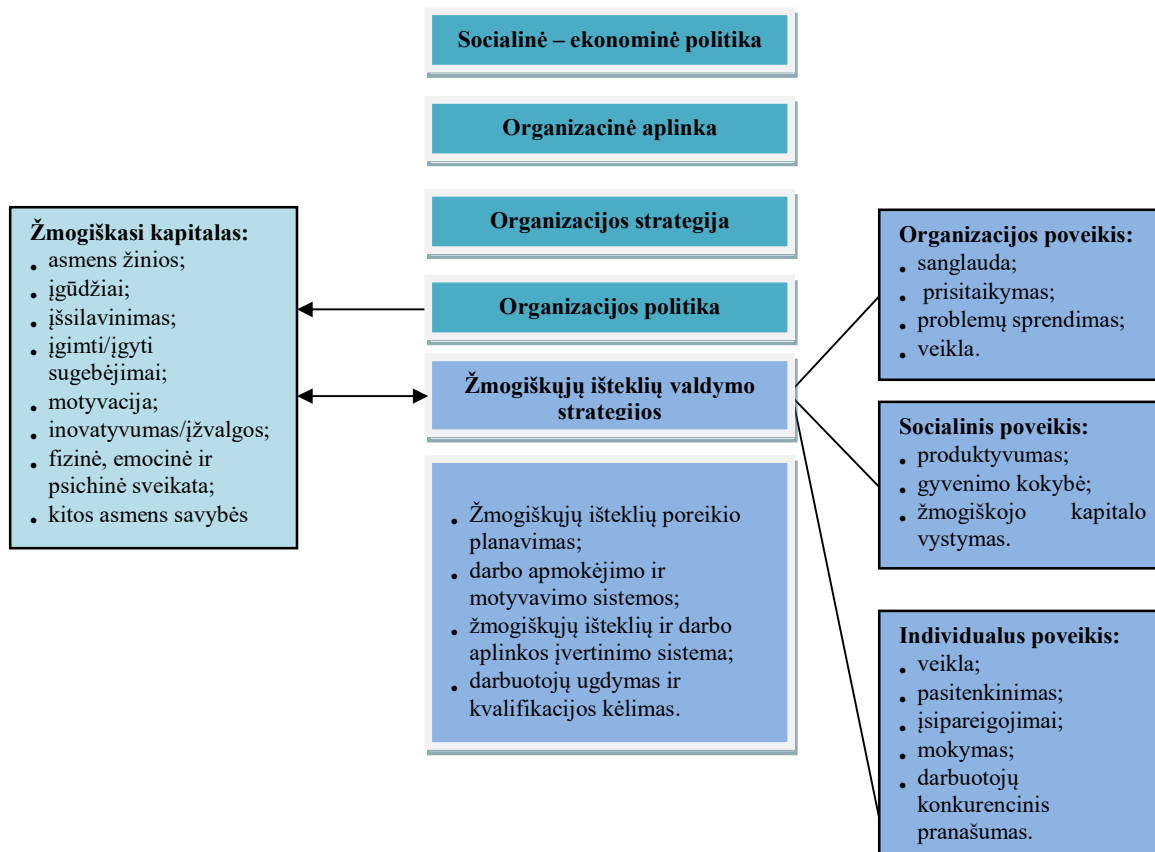 Socialinė – ekonominė politika
Organizacinė aplinka
Organizacijos strategija
Organizacijos politika
Žmogiškųjų išteklių valdymo
strategijos
• Žmogiškųjų išteklių poreikio
planavimas;
• darbo apmokėjimo ir
motyvavimo sistemos;
• žmogiškųjų išteklių ir darbo
aplinkos įvertinimo sistema;
• darbuotojų ugdymas ir
kvalifikacijos kėlimas.
Žmogiškasi kapitalas:
• asmens žinios;
• įgūdžiai;
• įšsilavinimas;
• įgimti/įgyti
sugebėjimai;
• motyvacija;
• inovatyvumas/įžvalgos;
• fizinė, emocinė ir
psichinė sveikata;
• kitos asmens savybės
Organizacijos poveikis:
• sanglauda;
• prisitaikymas;
• problemų sprendimas;
• veikla.
Socialinis poveikis:
• produktyvumas;
• gyvenimo kokybė;
• žmogiškojo kapitalo
vystymas.
Individualus poveikis:
• veikla;
• pasitenkinimas;
• įsipareigojimai;
• mokymas;
• darbuotojų
konkurencinis
pranašumas.